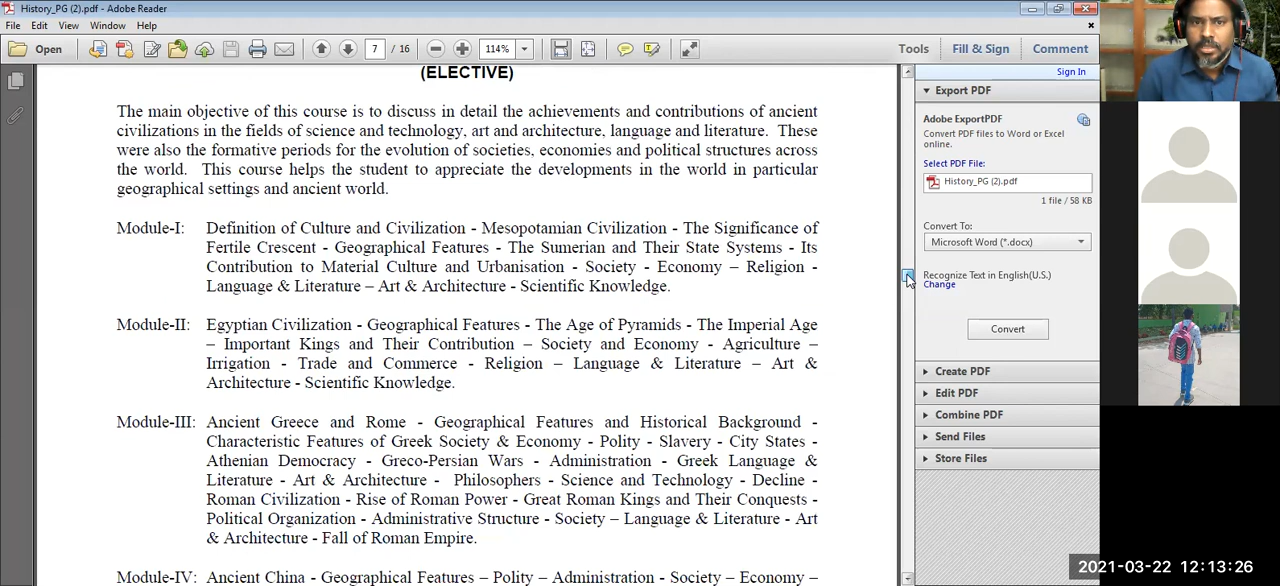 History_PG (2).pdf - Adobe Reader
File Edit View Window Help
Open 7 / 16 114% Tools Fill & Sign Comment
Sign In
(ELECTIVE)
The main objective of this course is to discuss in detail the achievements and contributions of ancient
civilizations in the fields of science and technology, art and architecture, language and literature. These
were also the formative periods for the evolution of societies, economies and political structures across
the world. This course helps the student to appreciate the developments in the world in particular
geographical settings and ancient world.
Module-I: Definition of Culture and Civilization - Mesopotamian Civilization - The Significance of
Fertile Crescent - Geographical Features - The Sumerian and Their State Systems - Its
Contribution to Material Culture and Urbanisation - Society - Economy – Religion -
Language & Literature – Art & Architecture - Scientific Knowledge.
Module-II: Egyptian Civilization - Geographical Features - The Age of Pyramids - The Imperial Age
– Important Kings and Their Contribution – Society and Economy - Agriculture –
Irrigation - Trade and Commerce - Religion – Language & Literature – Art &
Architecture - Scientific Knowledge.
Module-III: Ancient Greece and Rome - Geographical Features and Historical Background -
Characteristic Features of Greek Society & Economy - Polity - Slavery - City States -
Athenian Democracy - Greco-Persian Wars - Administration - Greek Language &
Literature - Art & Architecture - Philosophers - Science and Technology - Decline -
Roman Civilization - Rise of Roman Power - Great Roman Kings and Their Conquests -
Political Organization - Administrative Structure - Society – Language & Literature - Art
& Architecture - Fall of Roman Empire.
Module-IV: Ancient China - Geographical Features – Polity – Administration - Society – Economy –
Export PDF
Adobe ExportPDF
Convert PDF files to Word or Excel
online.
Select PDF File:
History_PG (2).pdf
1 file / 58 KB
Convert To:
Microsoft Word (*.docx)
Recognize Text in English(U.S.)
Change
Convert
Create PDF
Edit PDF
Combine PDF
Send Files
Store Files
2021-03-22 12:13:26